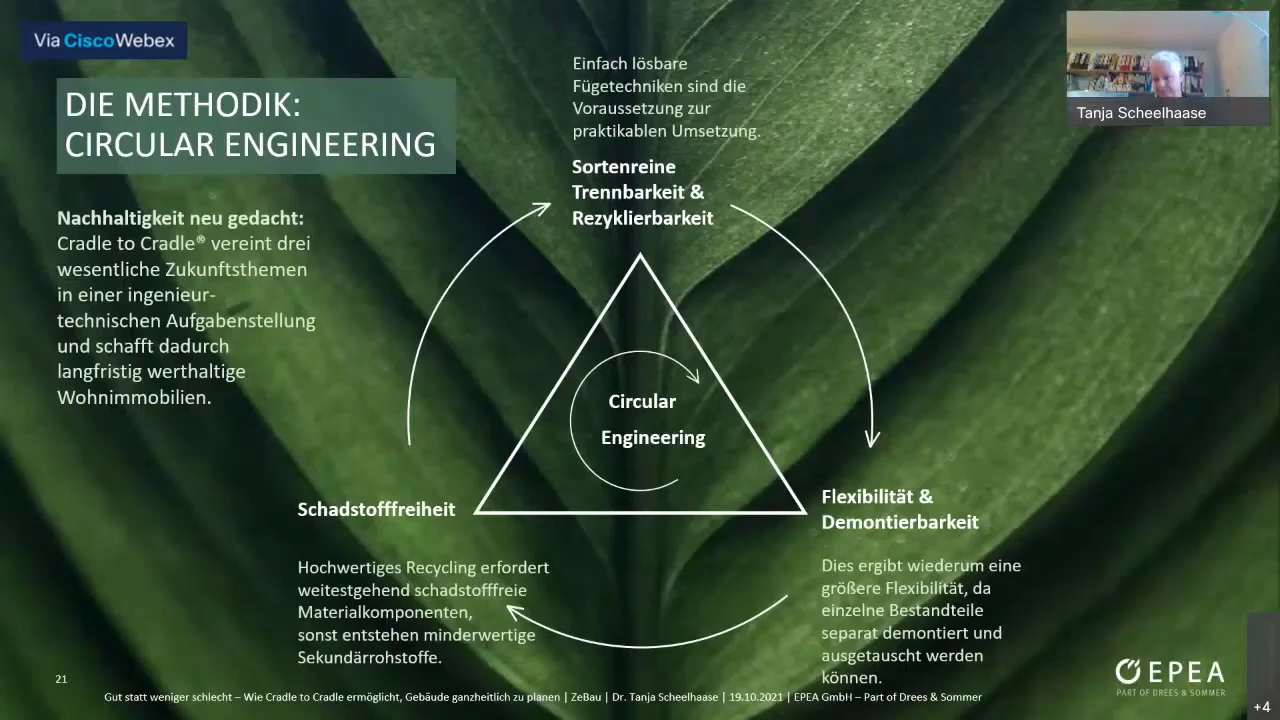 Via CiscoWebex
DIE METHODIK:
CIRCULAR ENGINEERING
Nachhaltigkeit neu gedacht:
Cradle to Cradle® vereint drei
wesentliche Zukunftsthemen
in einer ingenieur-
technischen Aufgabenstellung
und schafft dadurch
langfristig werthaltige
Wohnimmobilien.
Einfach lösbare
Fügetechniken sind die
Voraussetzung zur
praktikablen Umsetzung.
Sortenreine
Trennbarkeit &
Rezyklierbarkeit
Tanja Scheelhaase
Circular
Engineering
Schadstofffreiheit
Hochwertiges Recycling erfordert
weitestgehend schadstofffreie
Materialkomponenten,
sonst entstehen minderwertige
Sekundärrohstoffe.
Flexibilität &
Demontierbarkeit
Dies ergibt wiederum eine
größere Flexibilität, da
einzelne Bestandteile
separat demontiert und
ausgetauscht werden
können.
21
Gut statt weniger schlecht – Wie Cradle to Cradle ermöglicht, Gebäude ganzheitlich zu planen | ZeBau | Dr. Tanja Scheelhaase | 19.10.2021 | EPEA GmbH – Part of Drees & Sommer
EPEA
PART OF DREES & SOMMER
+4